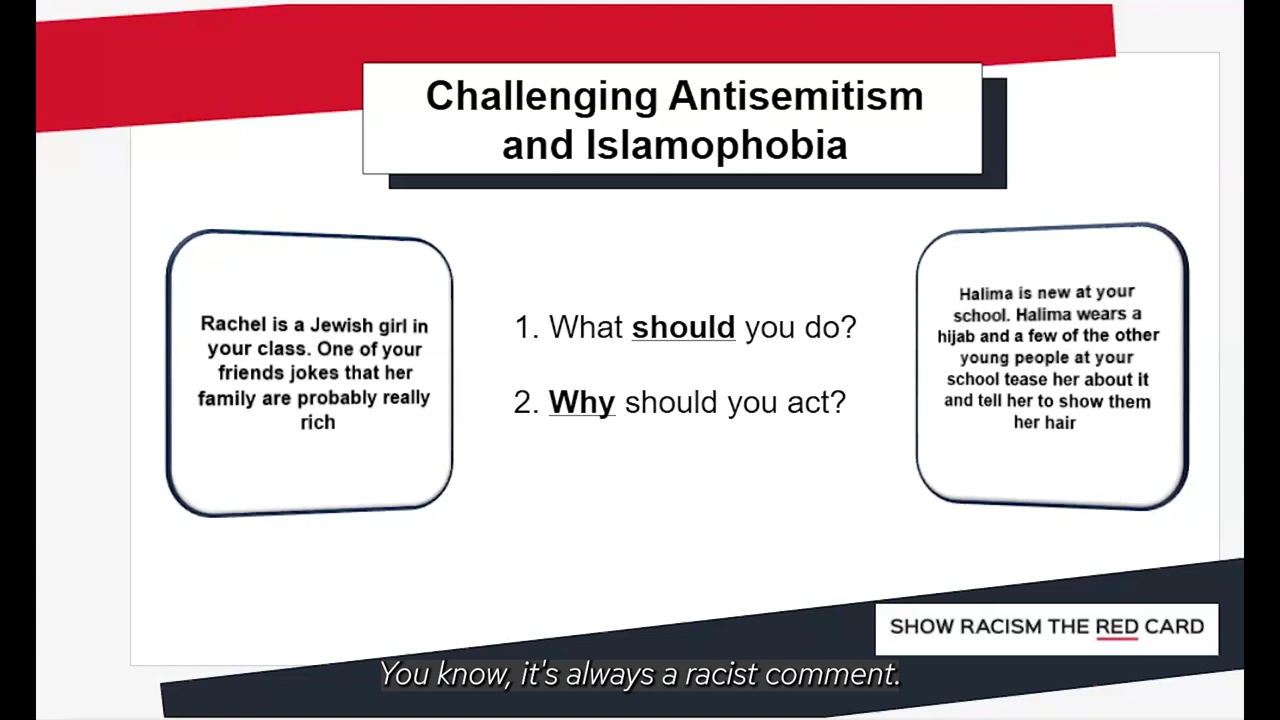 Challenging Antisemitism
and Islamophobia
Rachel is a Jewish girl in
your class. One of your
friends jokes that her
family are probably really
rich
1. What should you do?
2. Why should you act?
Halima is new at your
school. Halima wears a
hijab and a few of the other
young people at your
school tease her about it
and tell her to show them
her hair
SHOW RACISM THE RED CARD
You know, it's always a racist comment.